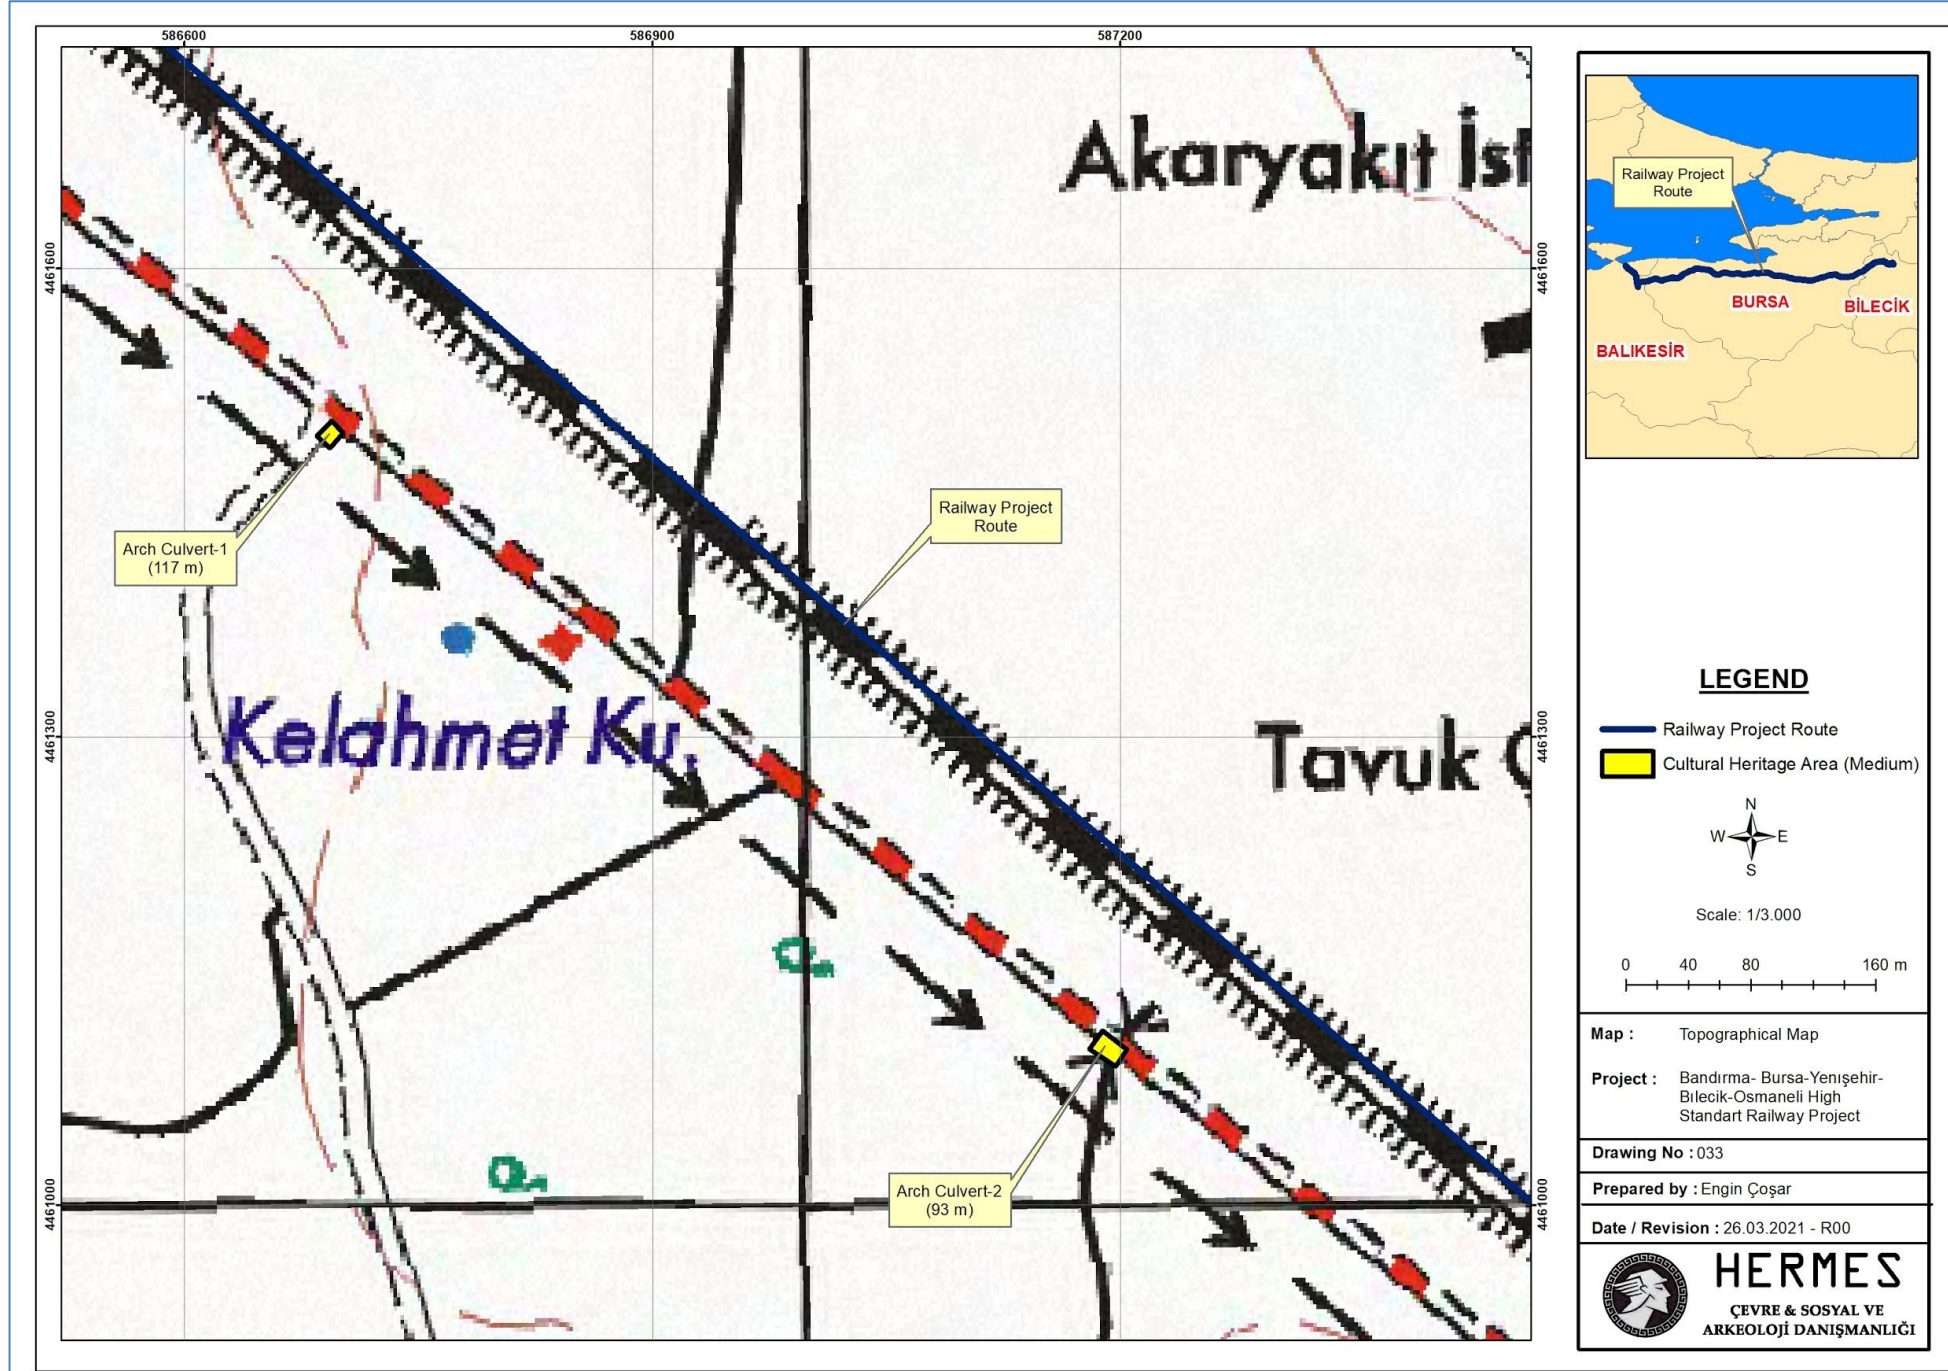 586600
586900
587200
4461600
4461300
4461000
4461600
4461300
4461000
Akaryakıt İst
Railway Project
Route
Arch Culvert-1
(117 m)
Kelahmet Ku.
Tavuk Ç
Arch Culvert-2
(93 m)
Railway Project
Route
BURSA
BİLECİK
BALIKESİR
LEGEND
Railway Project Route
Cultural Heritage Area (Medium)
N
W E
S
Scale: 1/3.000
0 40 80 160 m
Map : Topographical Map
Project : Bandırma- Bursa-Yenışehir-
Bılecik-Osmaneli High
Standart Railway Project
Drawing No : 033
Prepared by : Engin Çoşar
Date / Revision : 26.03.2021 - R00
HERMES
ÇEVRE & SOSYAL VE
ARKEOLOJİ DANIŞMANLIĞI